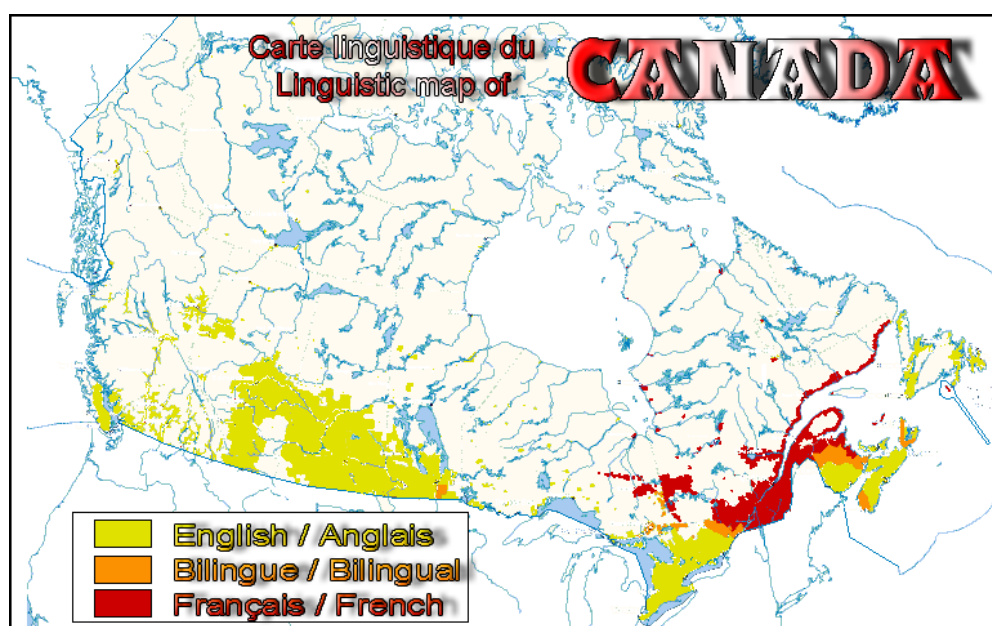 Carte linguistique du
Linguistic map of
CANADA
English / Anglais
Bilingue / Bilingual
Français / French